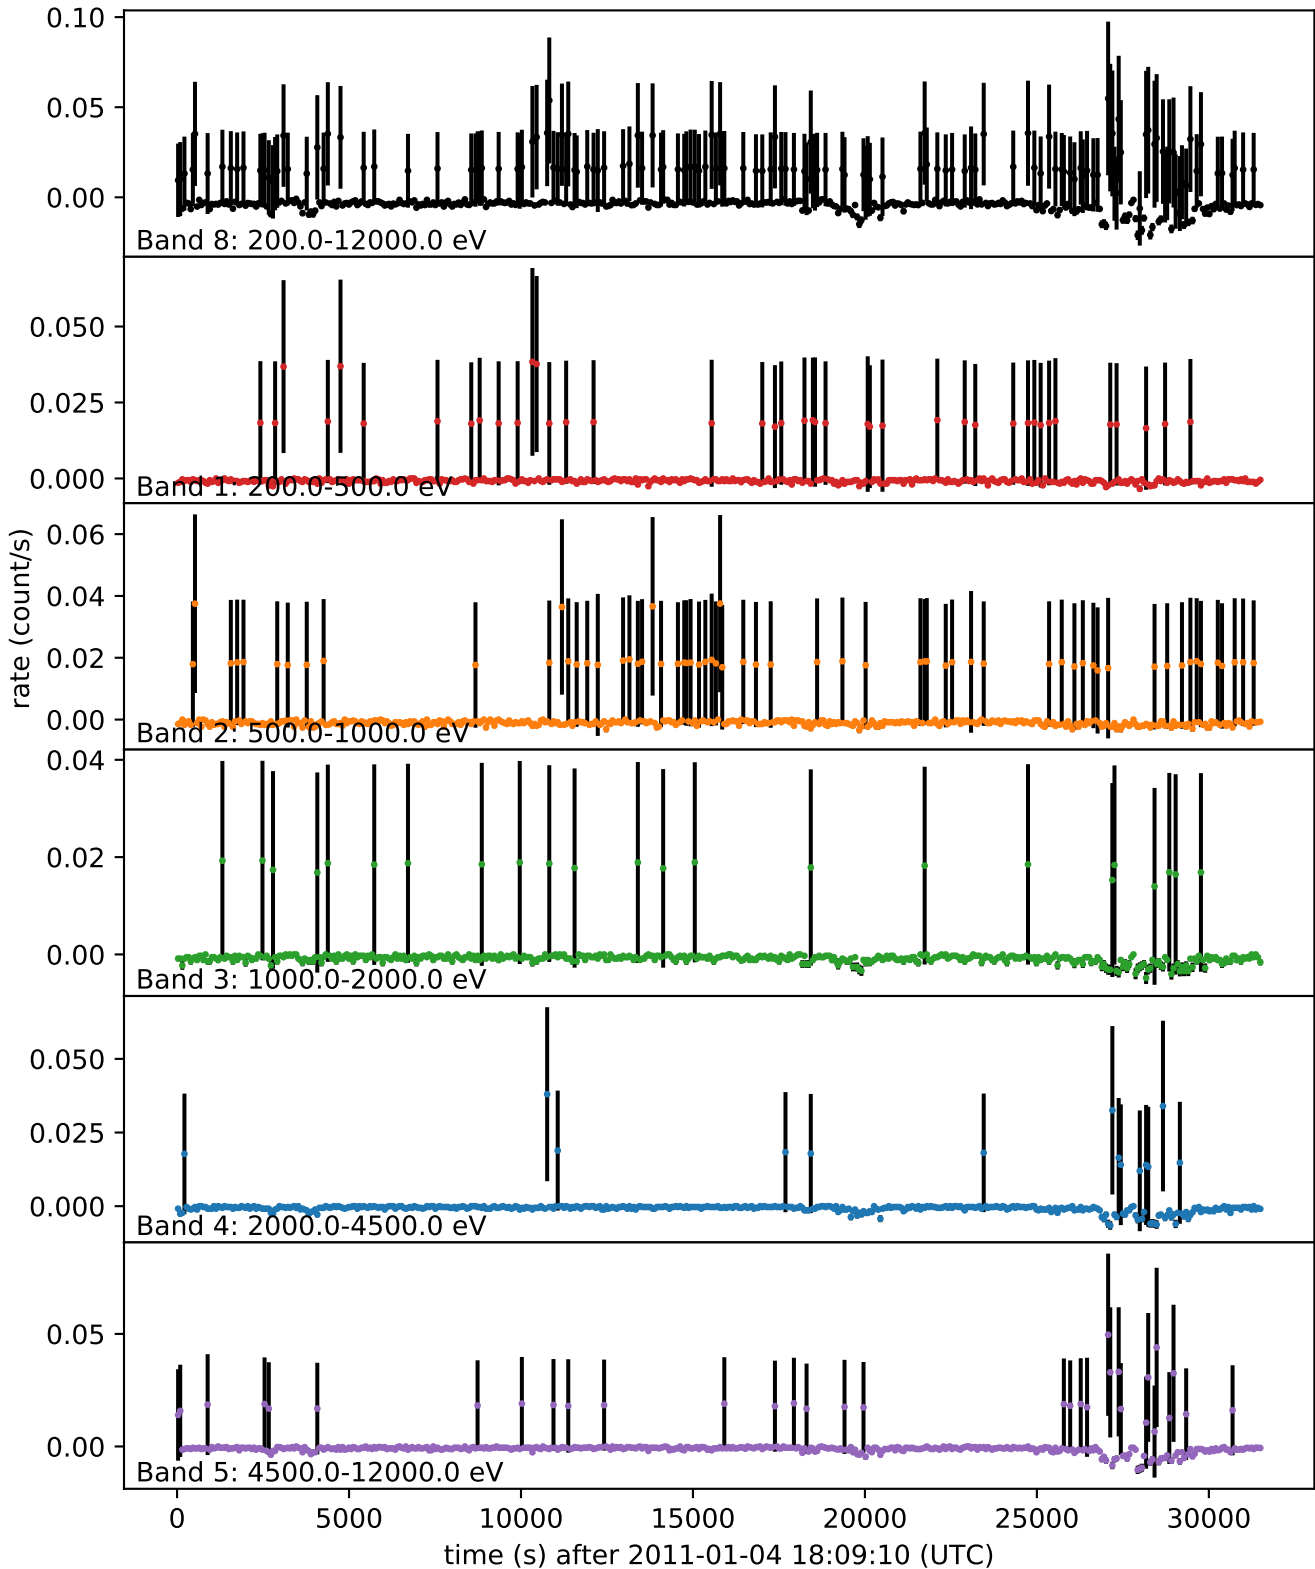 0.10
0.05
0.00
Band 8: 200.0-12000.0 eV
0.050
0.025
0.000
Band 1: 200.0-500.0 eV
rate (count/s)
0.06
0.04
0.02
0.00
Band 2: 500.0-1000.0 eV
0.04
0.02
0.00
Band 3: 1000.0-2000.0 eV
0.050
0.025
0.000
Band 4: 2000.0-4500.0 eV
0.05
0.00
Band 5: 4500.0-12000.0 eV
0 5000 10000 15000 20000 25000 30000
time (s) after 2011-01-04 18:09:10 (UTC)